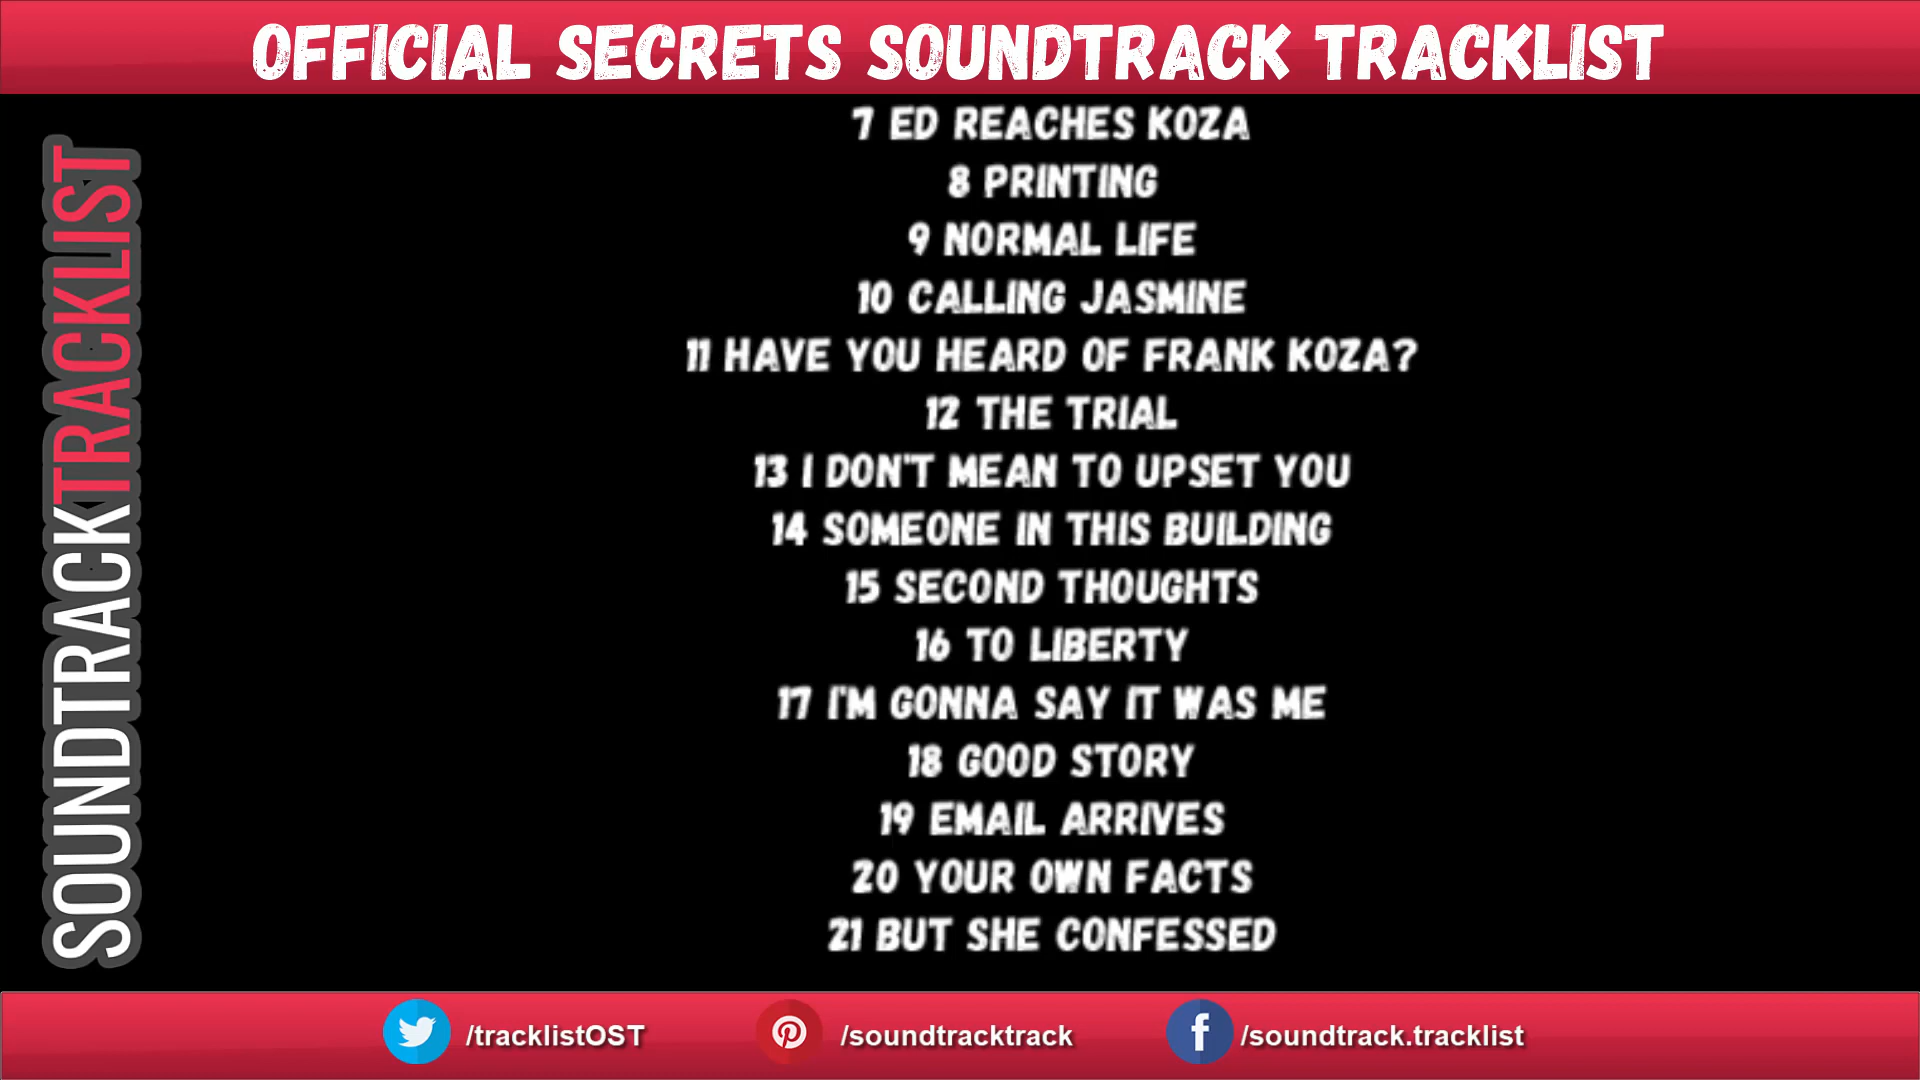 OFFICIAL SECRETS SOUNDTRACK TRACKLIST
SOUNDTRACKTRACKLIST
7 ED REACHES KOZA
8 PRINTING
9 NORMAL LIFE
10 CALLING JASMINE
11 HAVE YOU HEARD OF FRANK KOZA?
12 THE TRIAL
13 I DON'T MEAN TO UPSET YOU
14 SOMEONE IN THIS BUILDING
15 SECOND THOUGHTS
16 TO LIBERTY
17 I'M GONNA SAY IT WAS ME
18 GOOD STORY
19 EMAIL ARRIVES
20 YOUR OWN FACTS
21 BUT SHE CONFESSED
/tracklistOST
/soundtracktrack
/soundtrack.tracklist